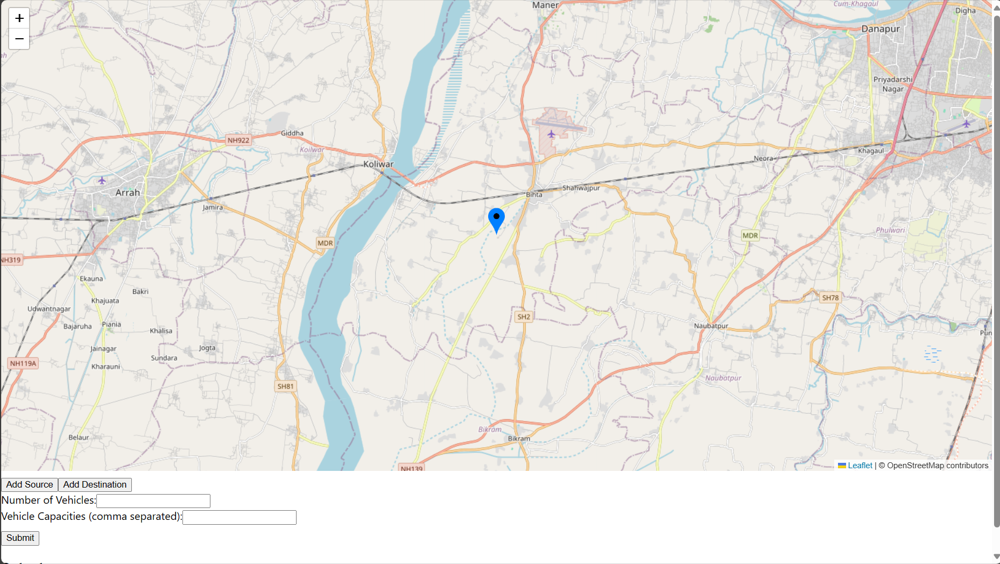 +
−
Maner
Cum-Khagaul
Digha
Danapur
Priyadarshi
Nagar
Giddha
NH922
Koilwar
Koliwar
Khagaul
Neora
Arrah
Shahwajpur
Bihta
Jamira
Phulwari
MDR
MDR
NH319
Ekauna
Bakri
Khajuata
SH78
Udwantnagar
SH2
Bajaruha
Piania
Khalisa
Naubatpur
Pun
Jainagar
Jogta
Sundara
NH119A
Kharauni
Naubatpur
SH81
Bikram
Belaur
Bikram
NH139
Leaflet | © OpenStreetMap contributors
Add Source Add Destination
Number of Vehicles:
Vehicle Capacities (comma separated):
Submit